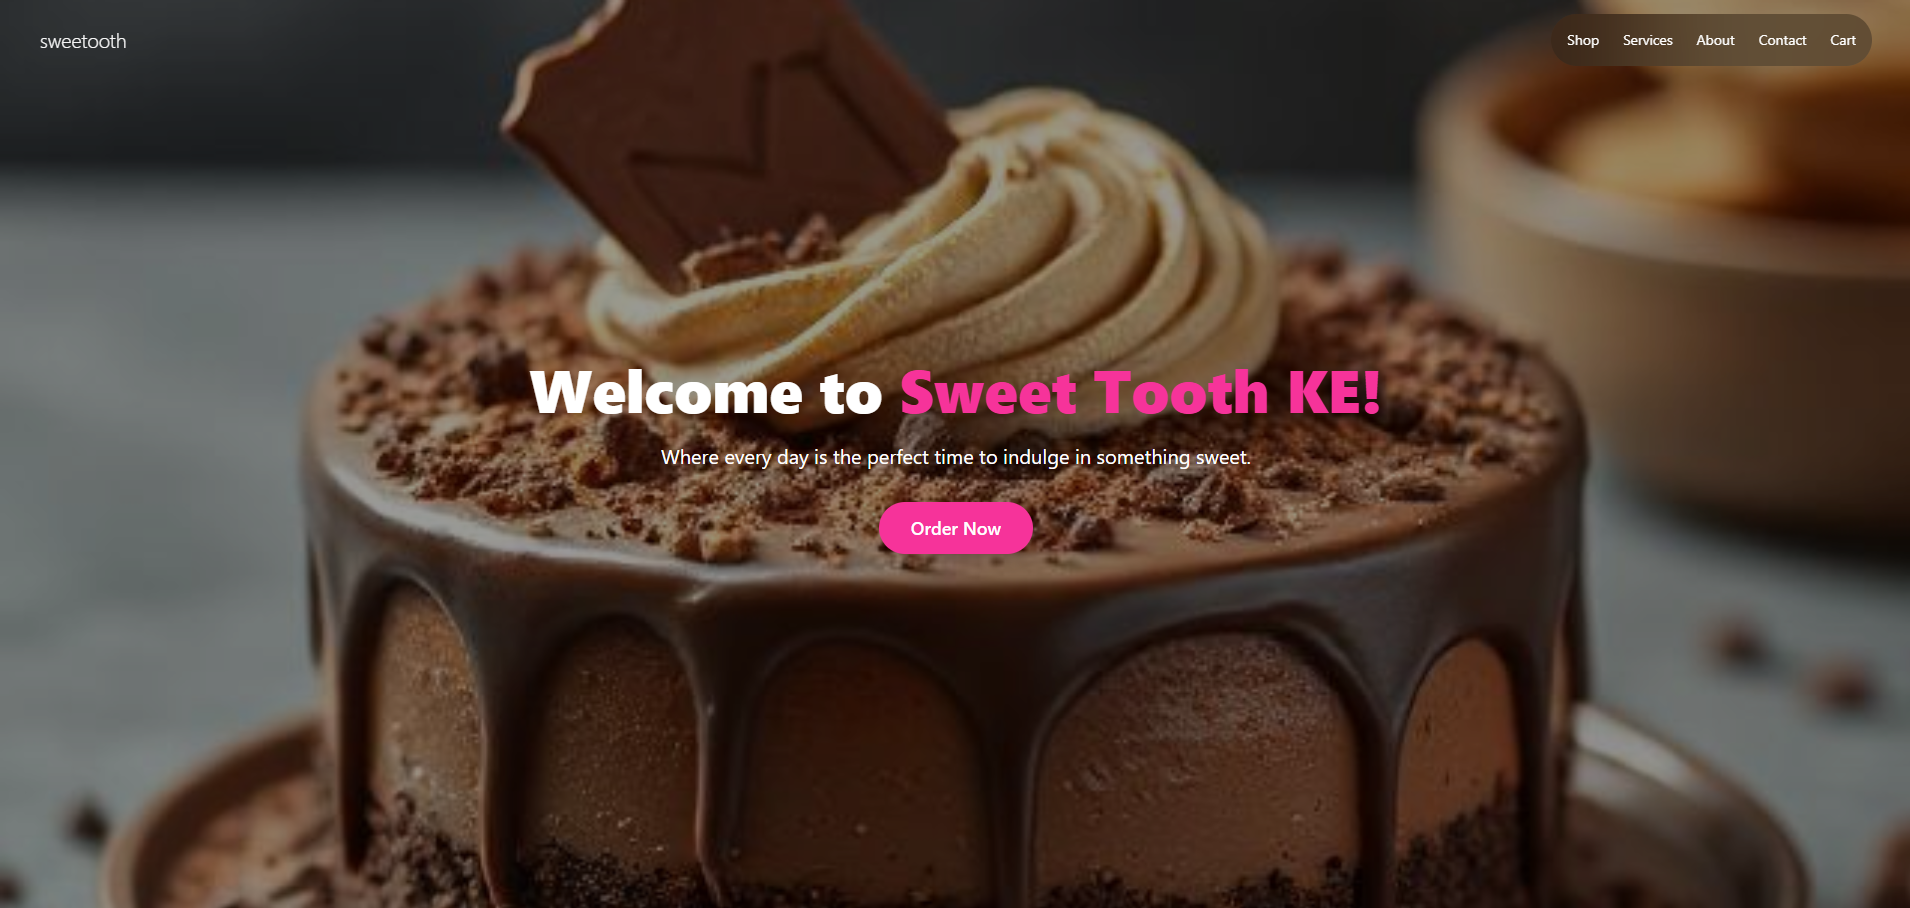 sweetooth
Shop Services About Contact Cart
Welcome to Sweet Tooth KE!
Where every day is the perfect time to indulge in something sweet.
Order Now